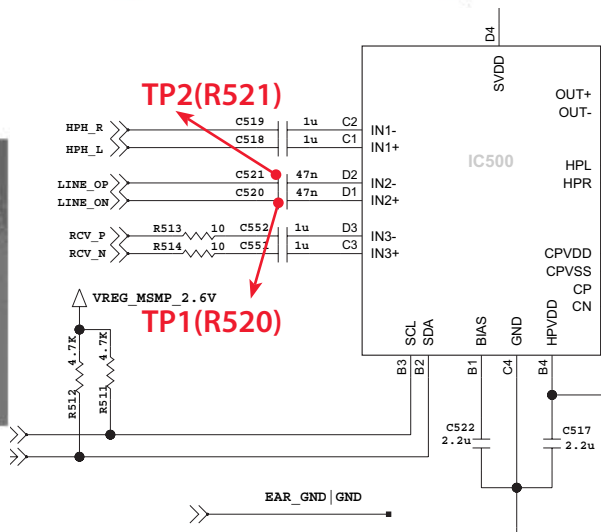 D4
SVDD
OUT+
OUT-
TP2(R521)
HPH_R C519 1u C2 IN1-
HPH_L C518 1u C1 IN1+
IC500
HPL
HPR
LINE_OP C521 47n D2 IN2-
LINE_ON C520 47n D1 IN2+
RCV_P R513 10 C552 1u D3 IN3-
RCV_N R514 10 C551 1u C3 IN3+
CPVDD
CPVSS
CP
CN
VREG_MSMP_2.6V
TP1(R520)
SCL SDA BIAS GND HPVDD
B3 B2 B1 C4 B4
4.7K 4.7K
R512 R511
C522
2.2u
C517
2.2u
EAR_GND|GND